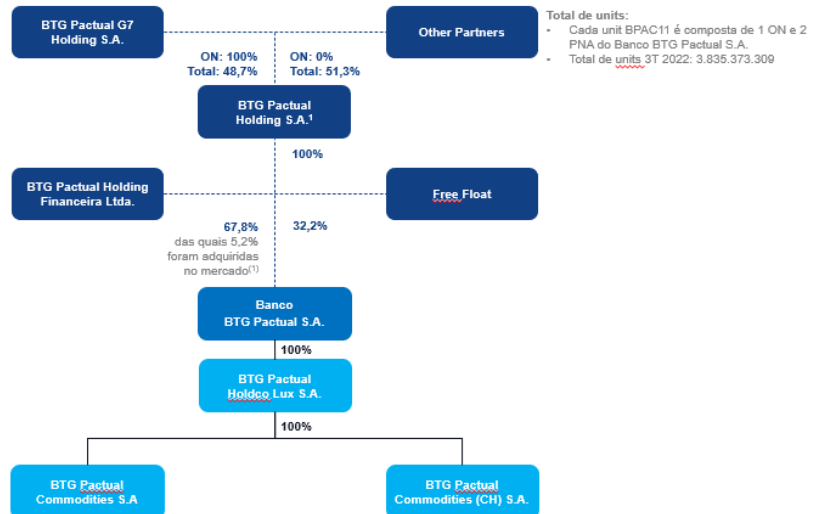 BTG Pactual G7
Holding S.A.
Other Partners
Total de units:
• Cada unit BPAC11 é composta de 1 ON e 2
PNA do Banco BTG Pactual S.A.
• Total de units 3T 2022: 3.835.373.309
ON: 100%
Total: 48,7%
ON: 0%
Total: 51,3%
BTG Pactual
Holding S.A.¹
100%
BTG Pactual Holding
Financeira Ltda.
Free Float
67,8%
das quais 5,2%
foram adquiridas
no mercado⁽¹⁾
32,2%
Banco
BTG Pactual S.A.
100%
BTG Pactual
Holdco Lux S.A.
100%
BTG Pactual
Commodities S.A
BTG Pactual
Commodities (CH) S.A.